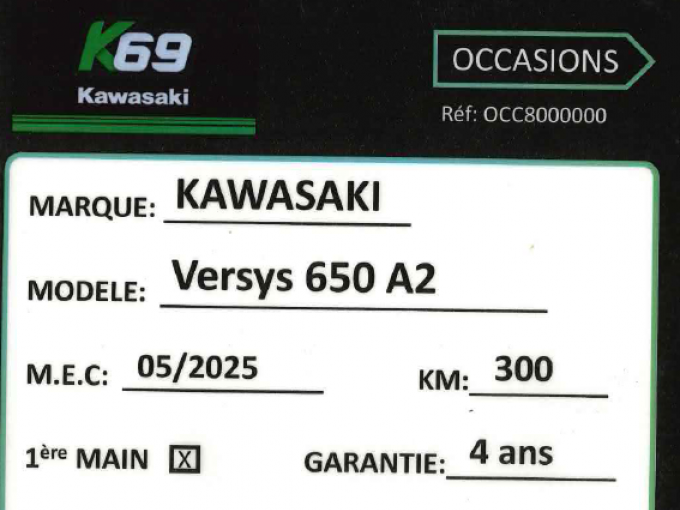 K69
Kawasaki
OCCASIONS
Réf: OCC8000000
MARQUE: KAWASAKI
MODELE: Versys 650 A2
M.E.C: 05/2025 KM: 300
1ère MAIN X GARANTIE: 4 ans